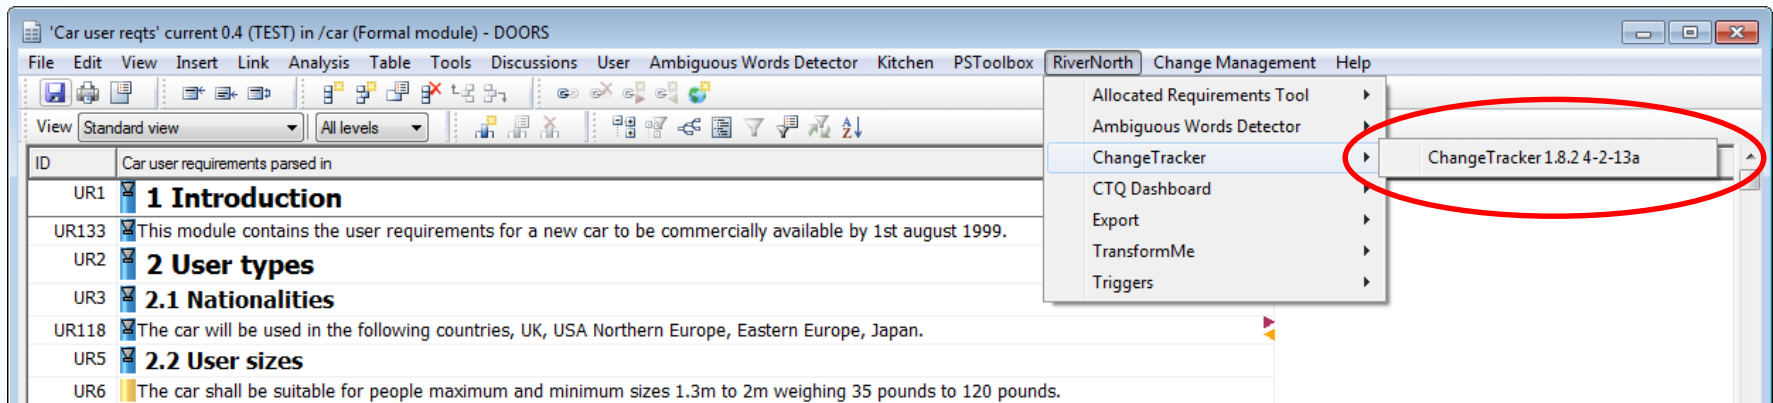 'Car user reqts' current 0.4 (TEST) in /car (Formal module) - DOORS
File Edit View Insert Link Analysis Table Tools Discussions User Ambiguous Words Detector Kitchen PSToolbox RiverNorth Change Management Help
Allocated Requirements Tool
View Standard view All levels
Ambiguous Words Detector
ID Car user requirements parsed in
ChangeTracker
ChangeTracker 1.8.2 4-2-13a
UR1 1 Introduction
CTQ Dashboard
UR133 This module contains the user requirements for a new car to be commercially available by 1st august 1999.
Export
UR2 2 User types
TransformMe
UR3 2.1 Nationalities
Triggers
UR118 The car will be used in the following countries, UK, USA Northern Europe, Eastern Europe, Japan.
UR5 2.2 User sizes
UR6 The car shall be suitable for people maximum and minimum sizes 1.3m to 2m weighing 35 pounds to 120 pounds.